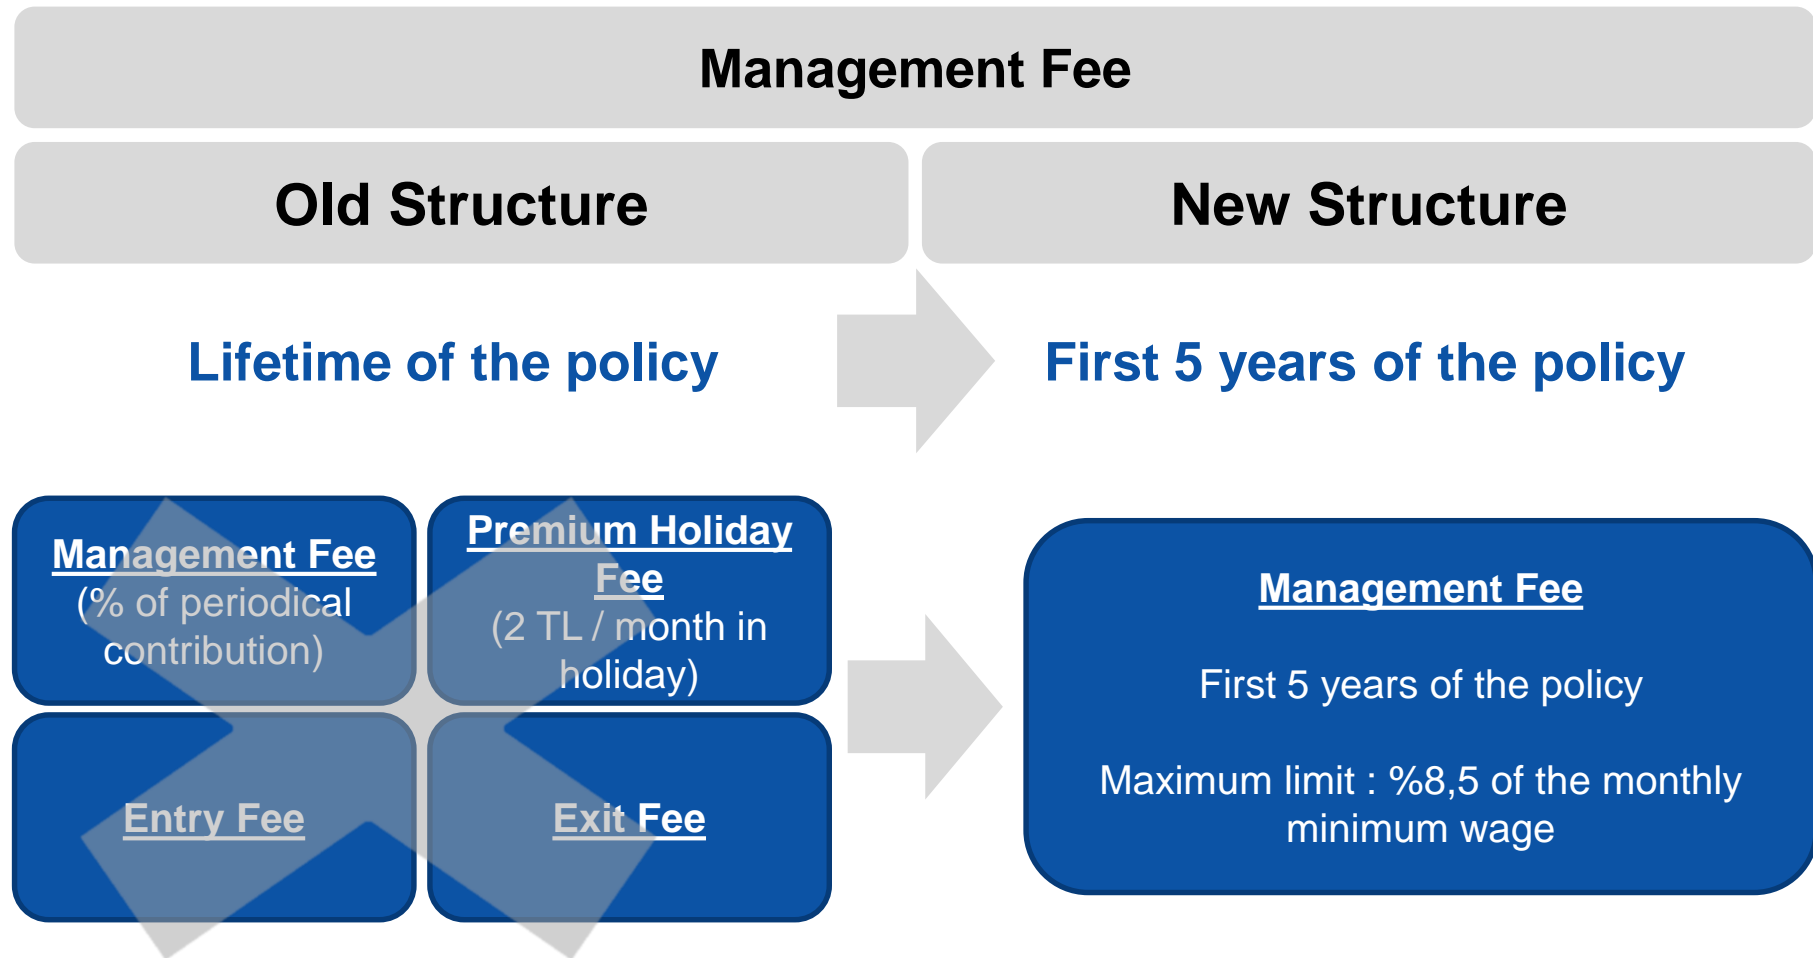 Management Fee
Old Structure
New Structure
Lifetime of the policy
First 5 years of the policy
Management Fee
(% of periodical
contribution)
Premium Holiday
Fee
(2 TL / month in
holiday)
Entry Fee
Exit Fee
Management Fee
First 5 years of the policy
Maximum limit : %8,5 of the monthly
minimum wage